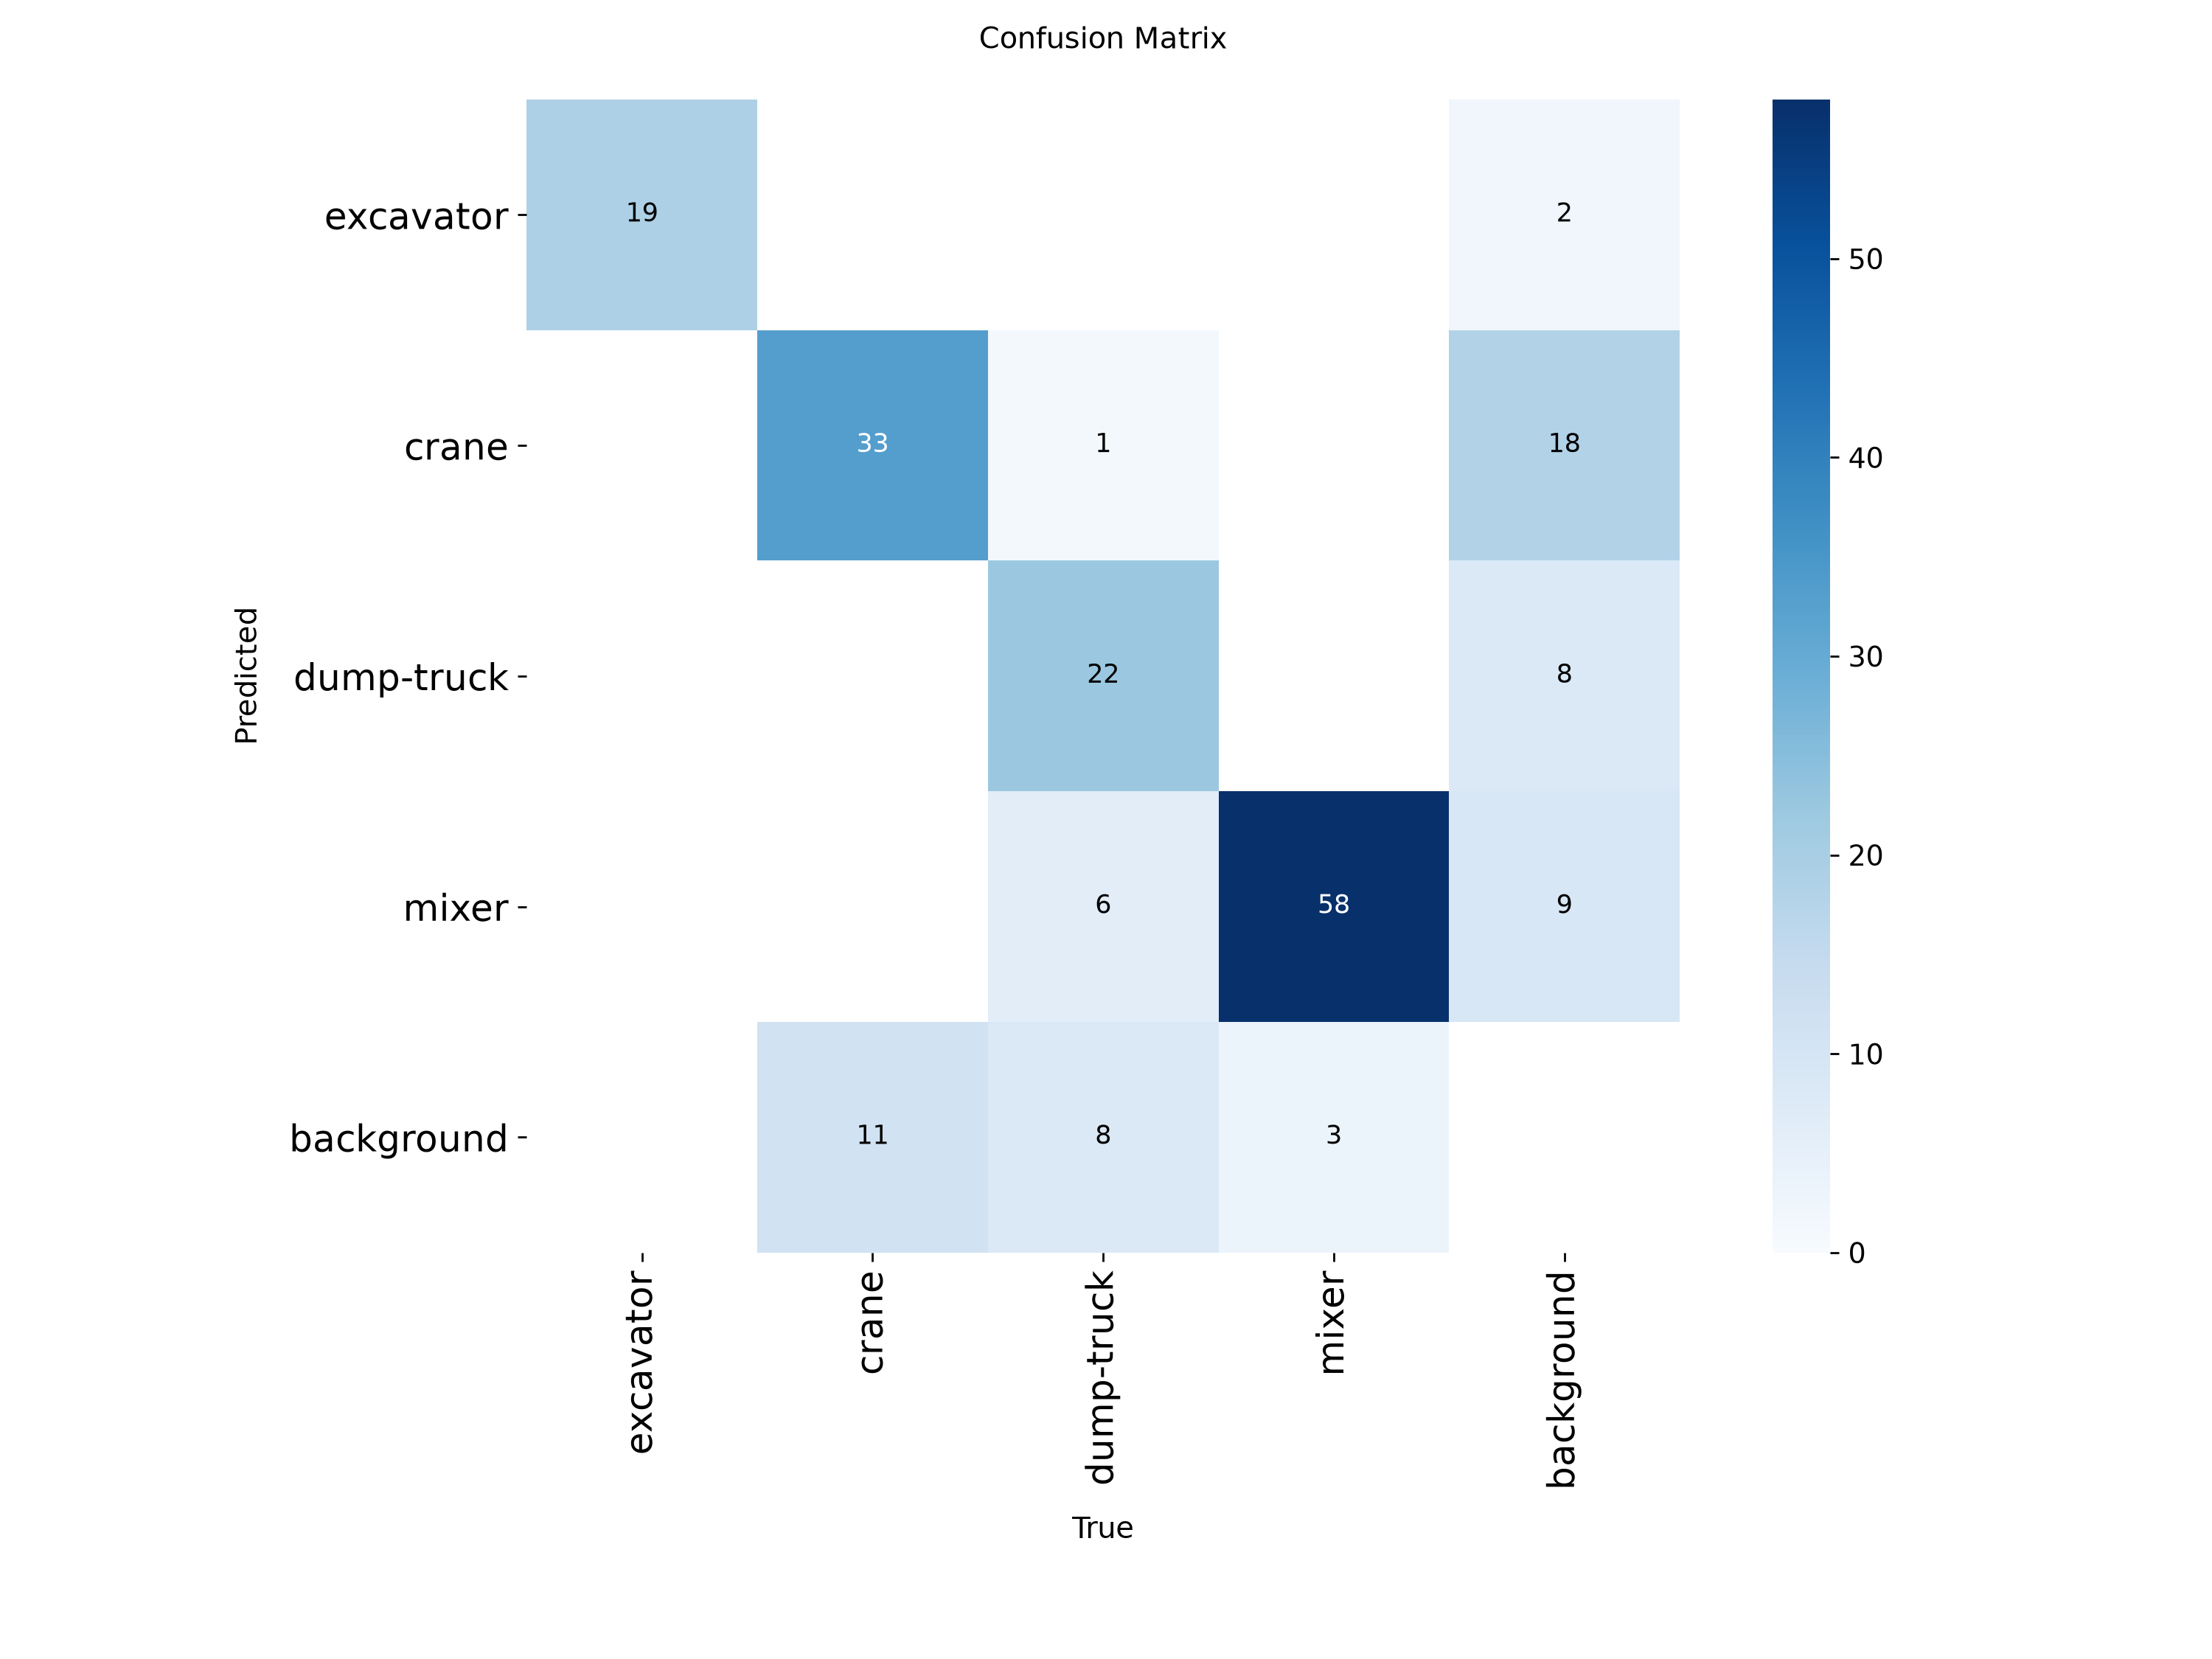 Confusion Matrix
excavator
19
2
50
crane
33
1
18
40
Predicted
dump-truck
22
8
30
mixer
6
58
9
20
background
11
8
3
10
0
excavator
crane
dump-truck
mixer
background
True